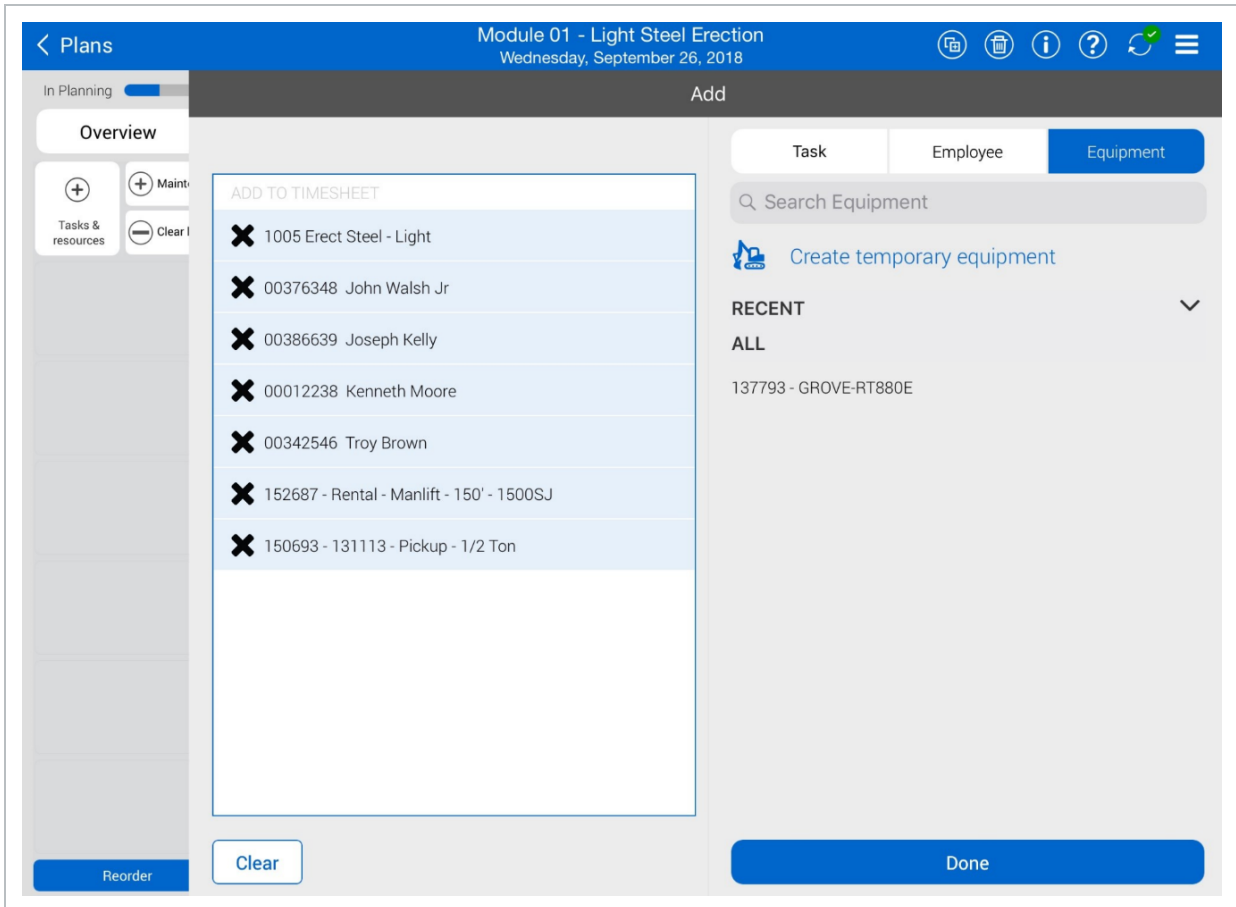 Plans
Module 01 - Light Steel Erection
Wednesday, September 26, 2018
In Planning
Add
Overview
Tasks &
resources
Clear
ADD TO TIMESHEET
1005 Erect Steel - Light
00376348 John Walsh Jr
00386639 Joseph Kelly
00012238 Kenneth Moore
00342546 Troy Brown
152687 - Rental - Manlift - 150' - 1500SJ
150693 - 131113 - Pickup - 1/2 Ton
Clear
Reorder
Task
Employee
Equipment
Search Equipment
Create temporary equipment
RECENT
ALL
137793 - GROVE-RT880E
Done